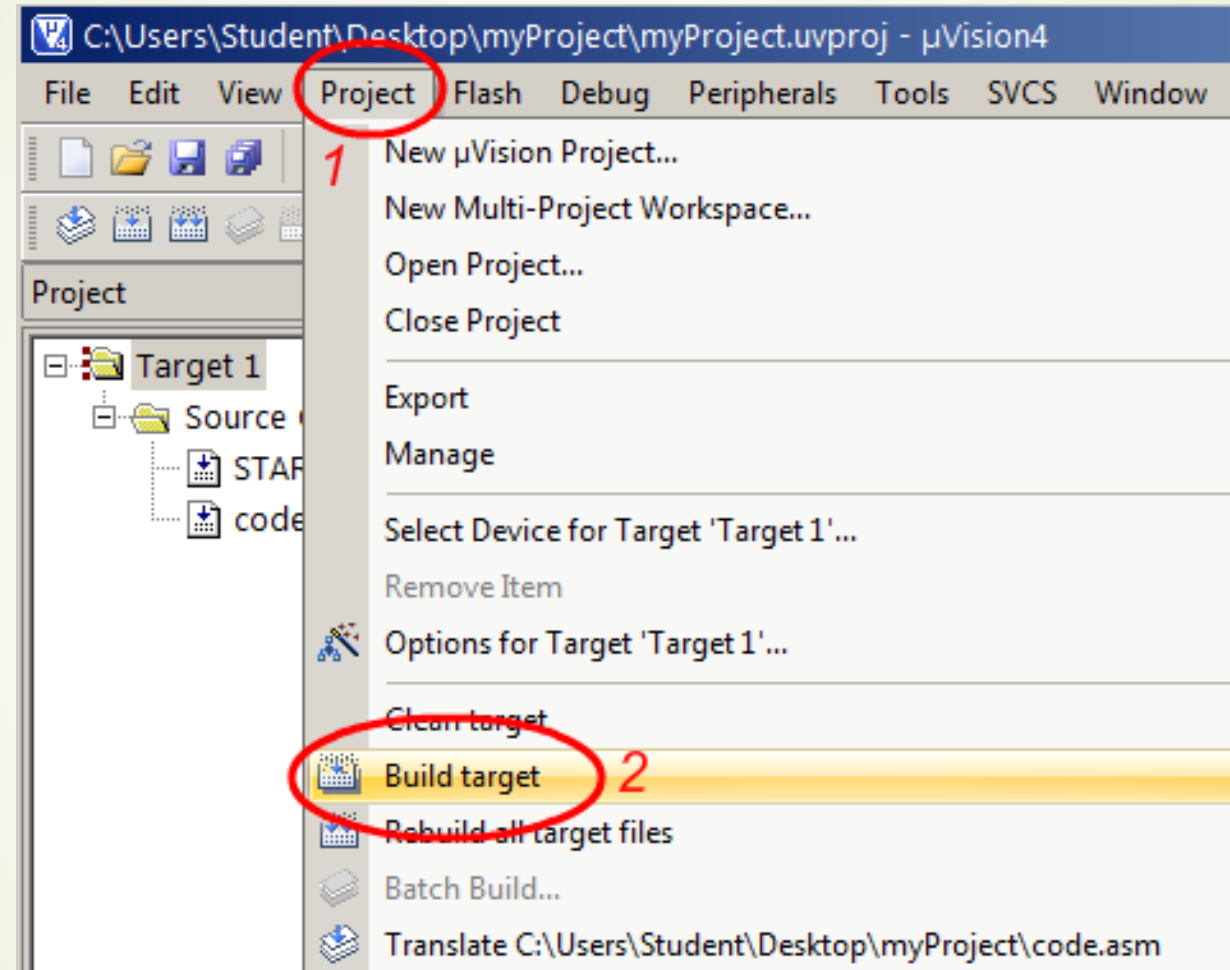 C:\Users\Student\Desktop\myProject\myProject.uvproj - µVision4
File Edit View Project Flash Debug Peripherals Tools SVCS Window
1
New µVision Project...
New Multi-Project Workspace...
Open Project...
Close Project
Project
Target 1
Source
Export
Manage
Select Device for Target 'Target 1'...
Remove Item
Options for Target 'Target 1'...
Clean target
Build target 2
Rebuild all target files
Batch Build...
Translate C:\Users\Student\Desktop\myProject\code.asm
STAR
code